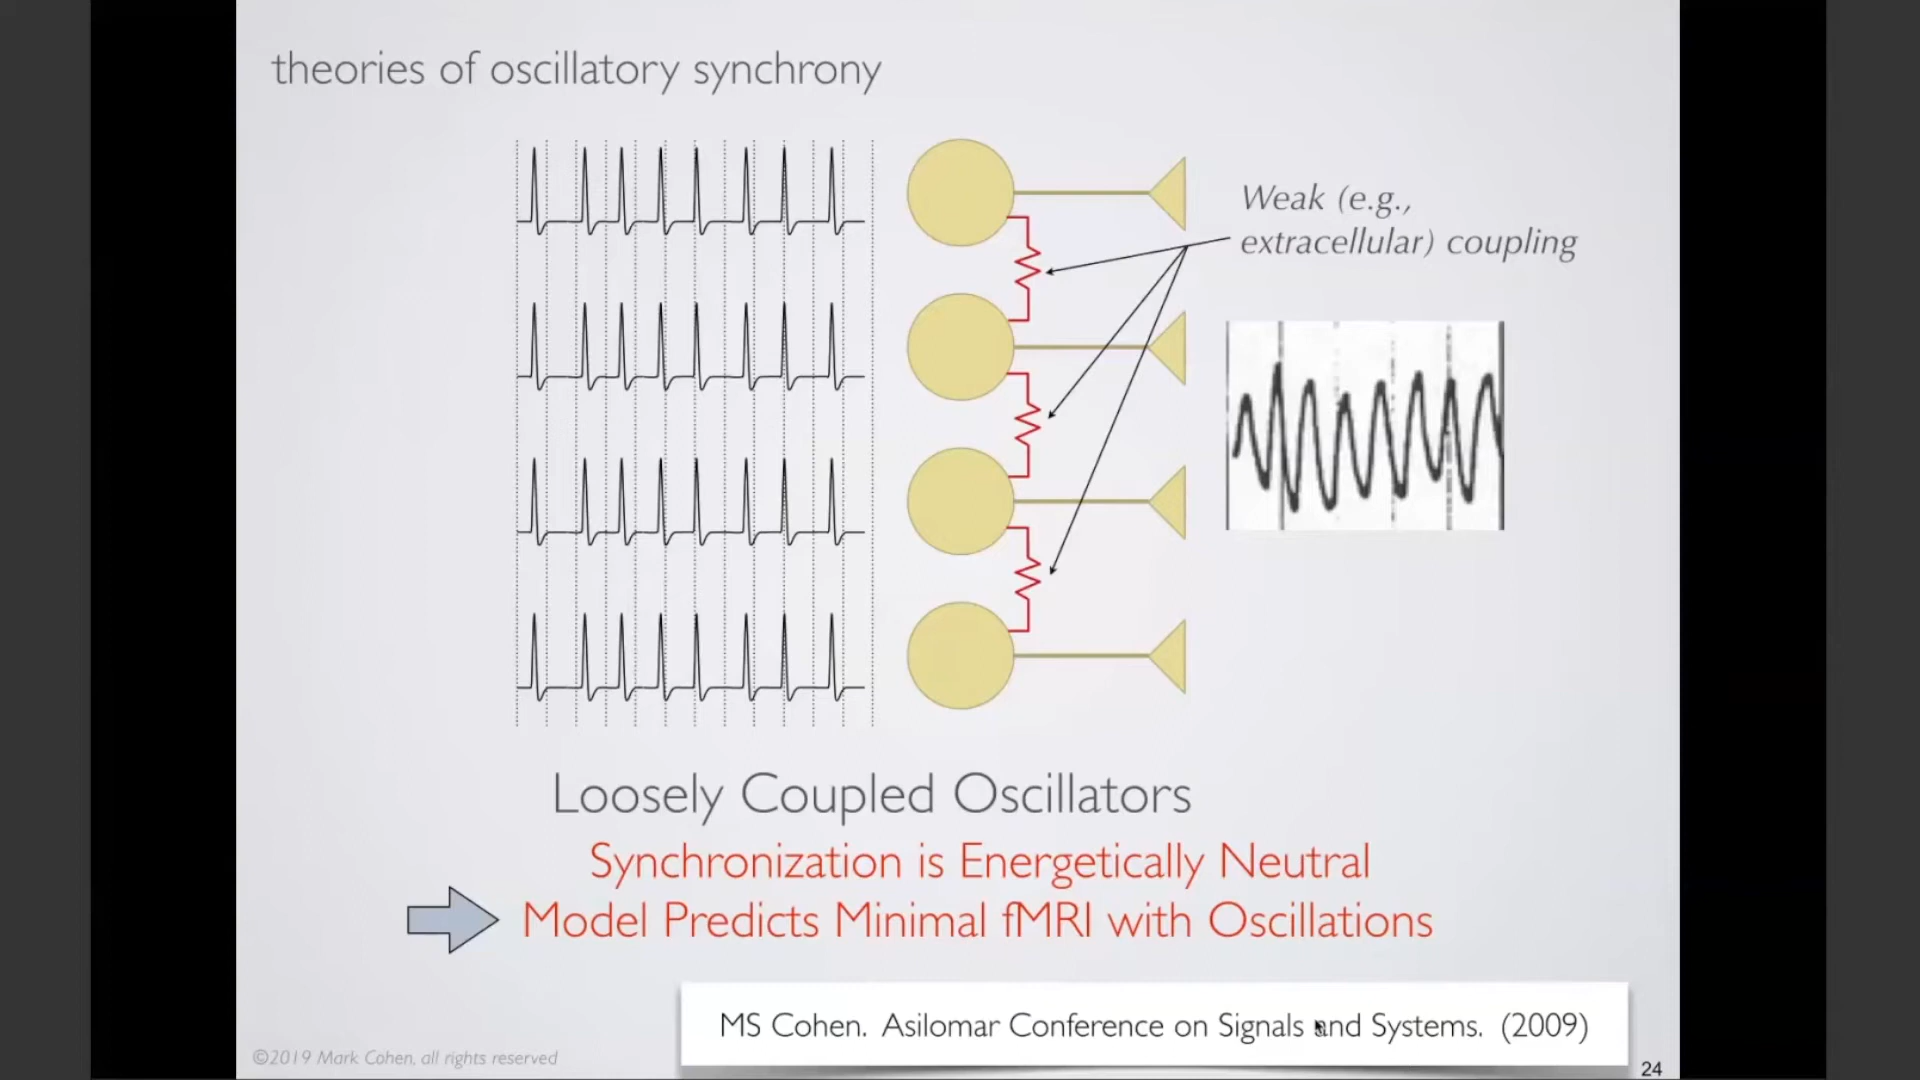 theories of oscillatory synchrony
Weak (e.g.,
extracellular) coupling
Loosely Coupled Oscillators
Synchronization is Energetically Neutral
Model Predicts Minimal fMRI with Oscillations
MS Cohen. Asilomar Conference on Signals and Systems. (2009)
©2019 Mark Cohen, all rights reserved
24